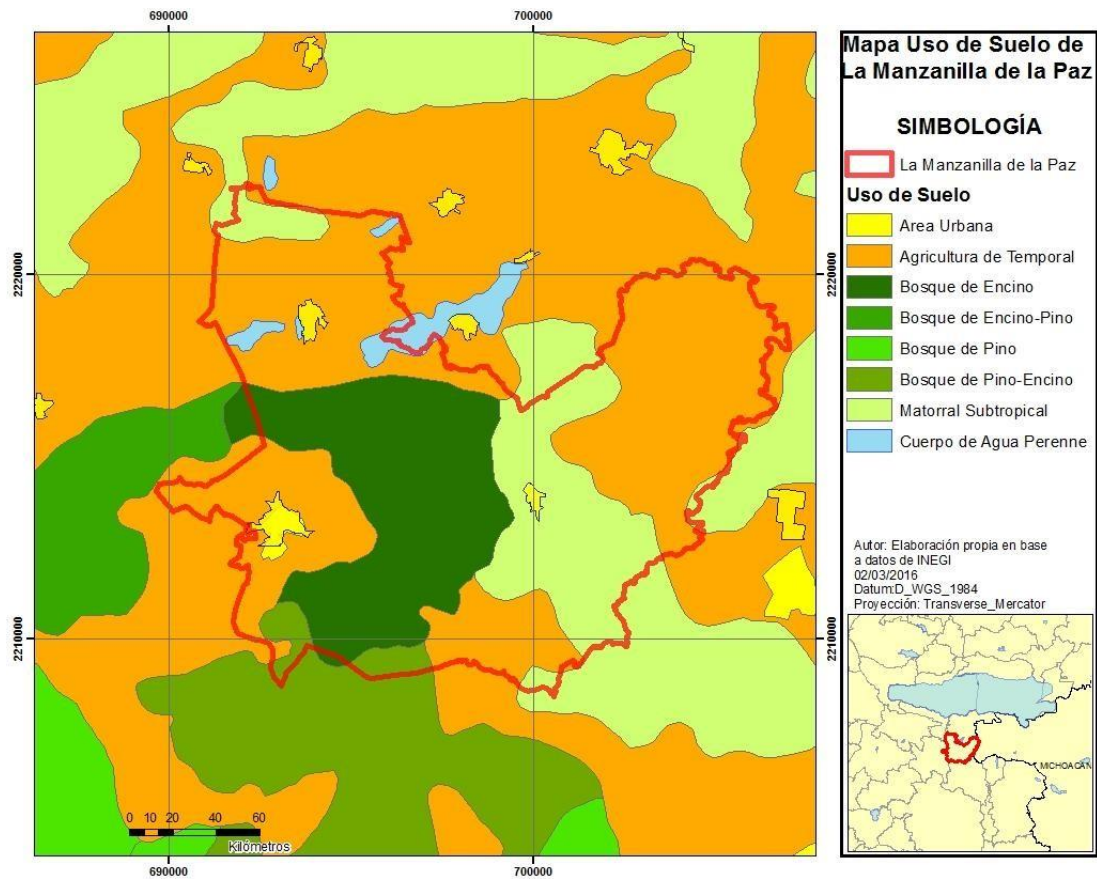 690000
700000
2220000
2220000
2210000
2210000
0 10 20 40 60
Kilómetros
690000
700000
Mapa Uso de Suelo de
La Manzanilla de la Paz
SIMBOLOGÍA
La Manzanilla de la Paz
Uso de Suelo
Area Urbana
Agricultura de Temporal
Bosque de Encino
Bosque de Encino-Pino
Bosque de Pino
Bosque de Pino-Encino
Matorral Subtropical
Cuerpo de Agua Perenne
Autor: Elaboración propia en base
a datos de INEGI
02/03/2016
Datum:D_WGS_1984
Proyección: Transverse_Mercator
MICHOACAN